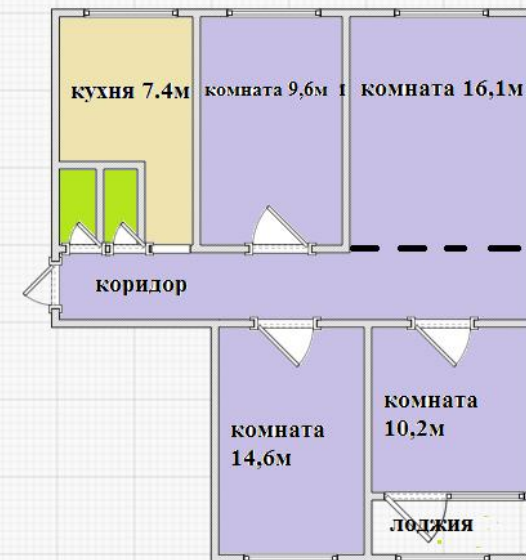 кухня 7.4м
комната 9,6м
комната 16,1м
коридор
комната
14,6м
комната
10,2м
лоджия